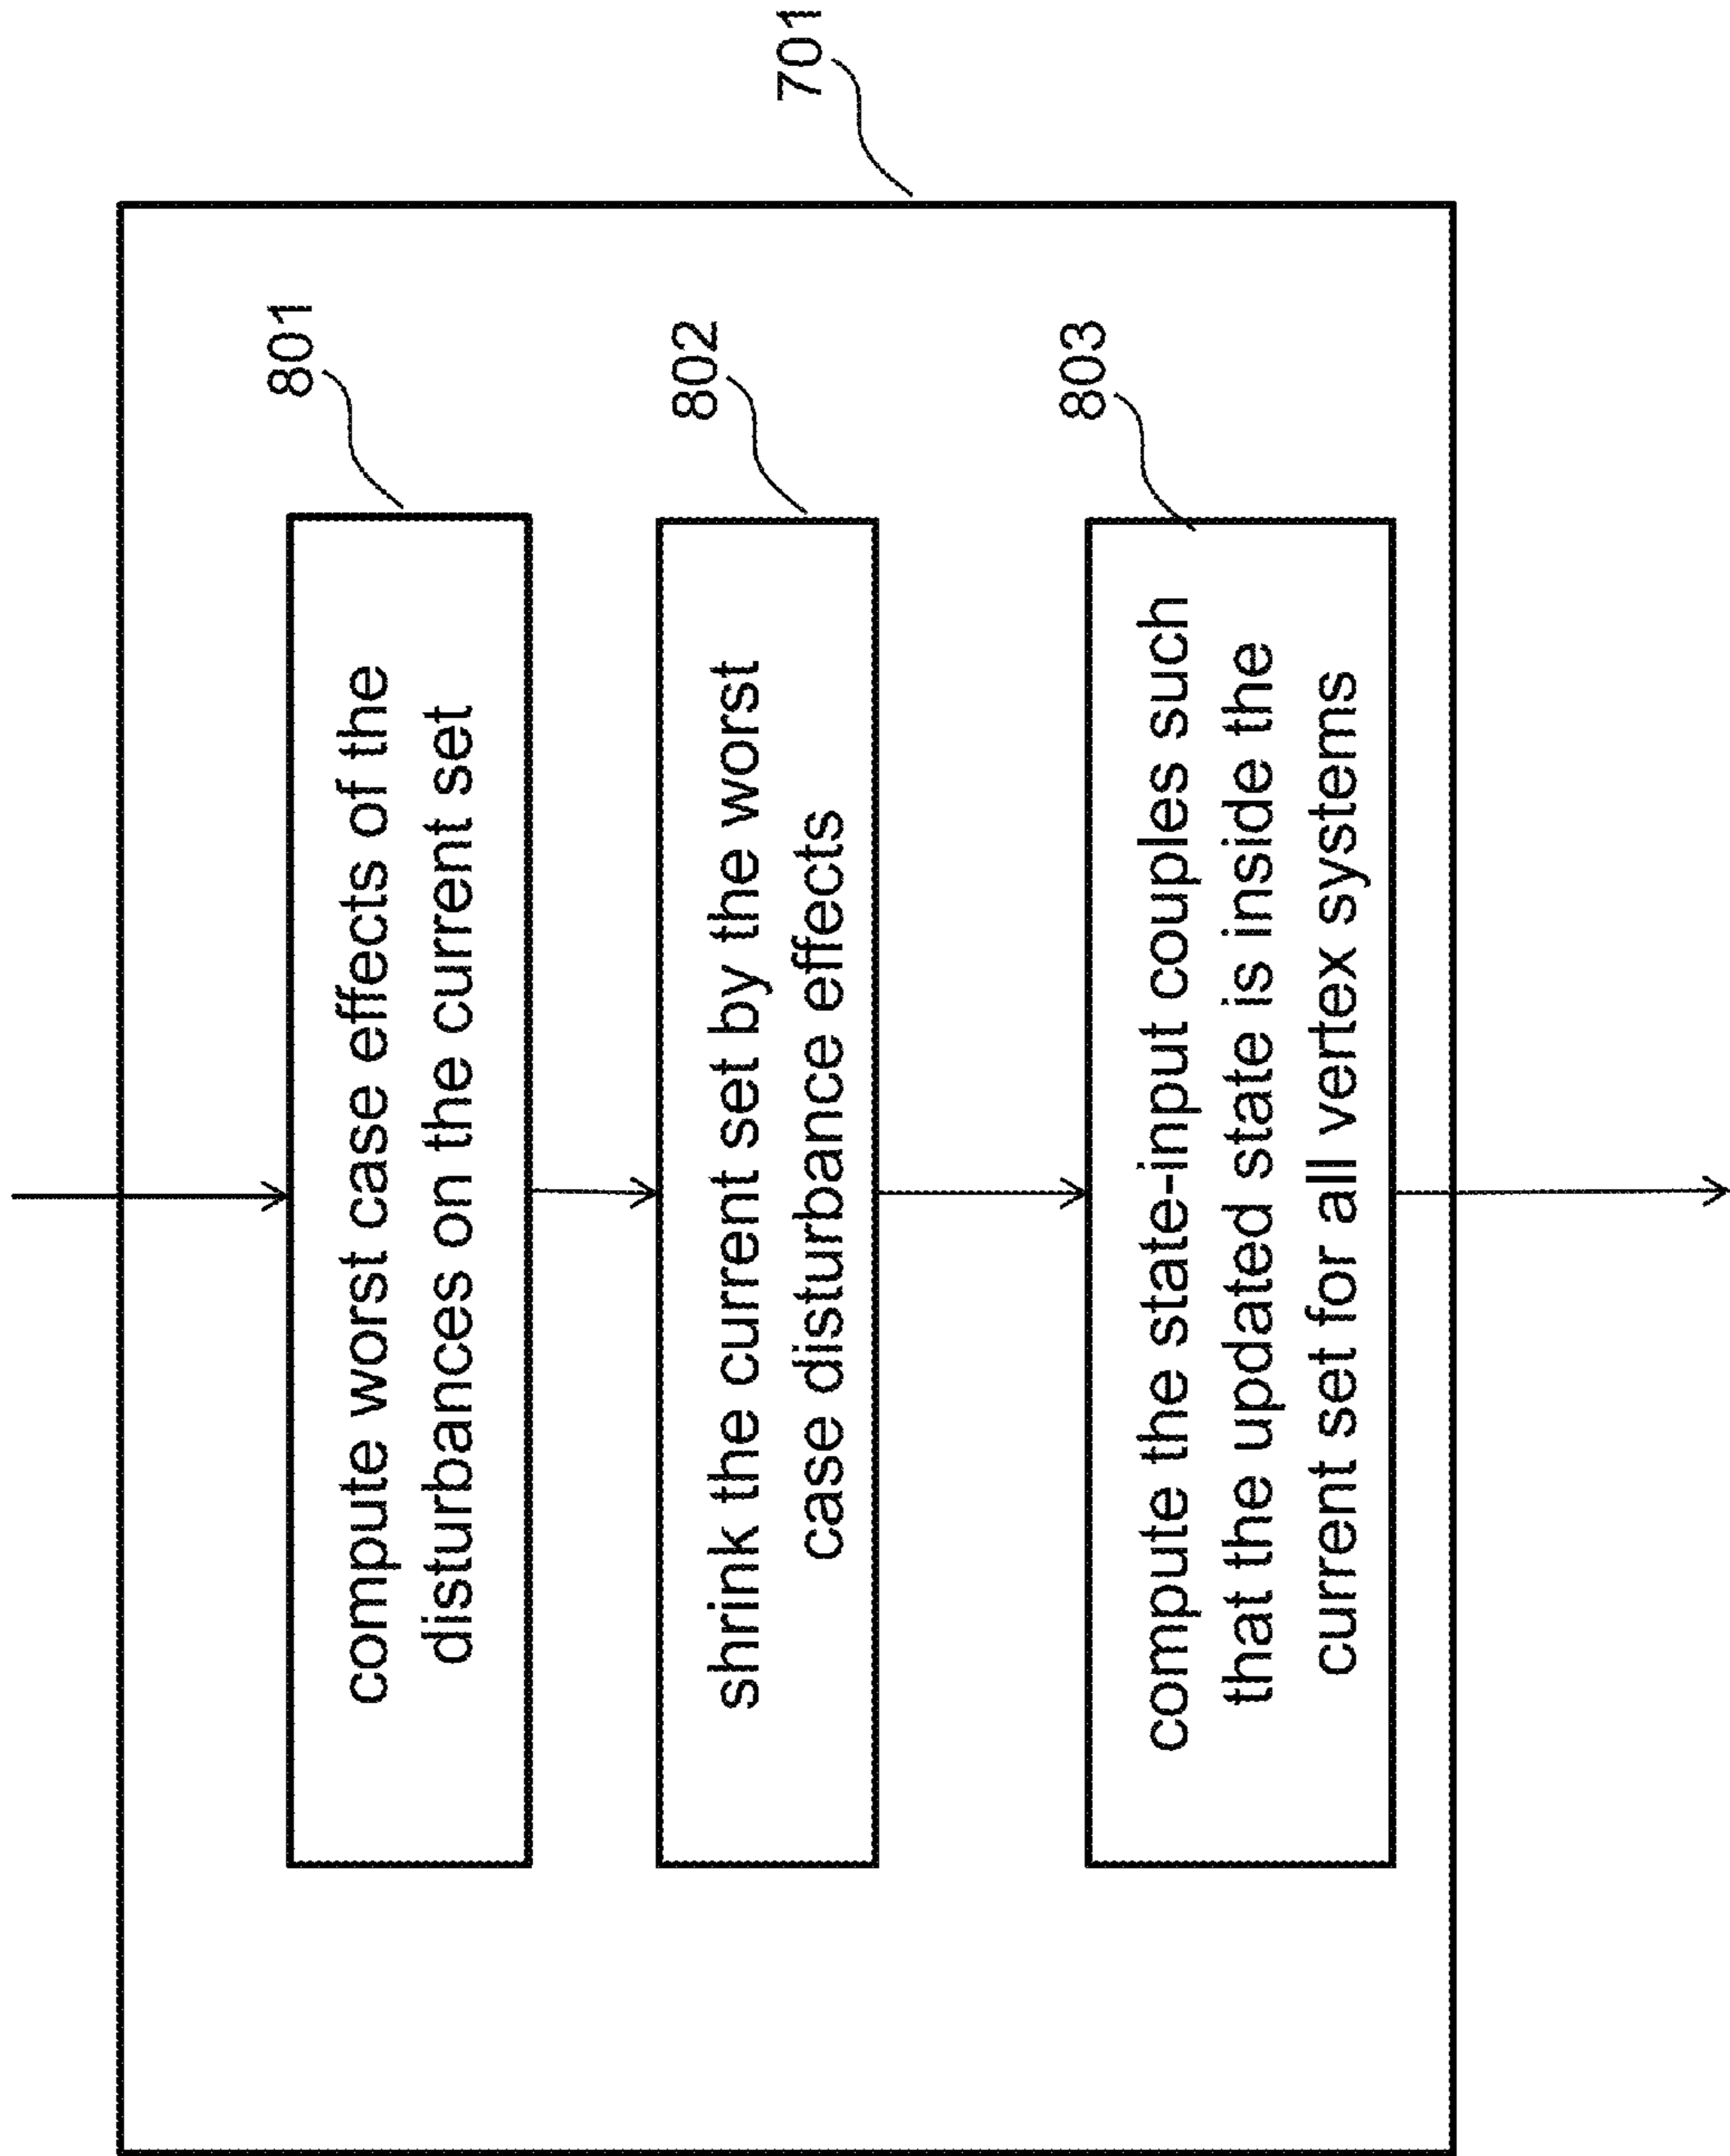 701
801
compute worst case effects of the
disturbances on the current set
802
shrink the current set by the worst
case disturbance effects
803
compute the state-input couples such
that the updated state is inside the
current set for all vertex systems